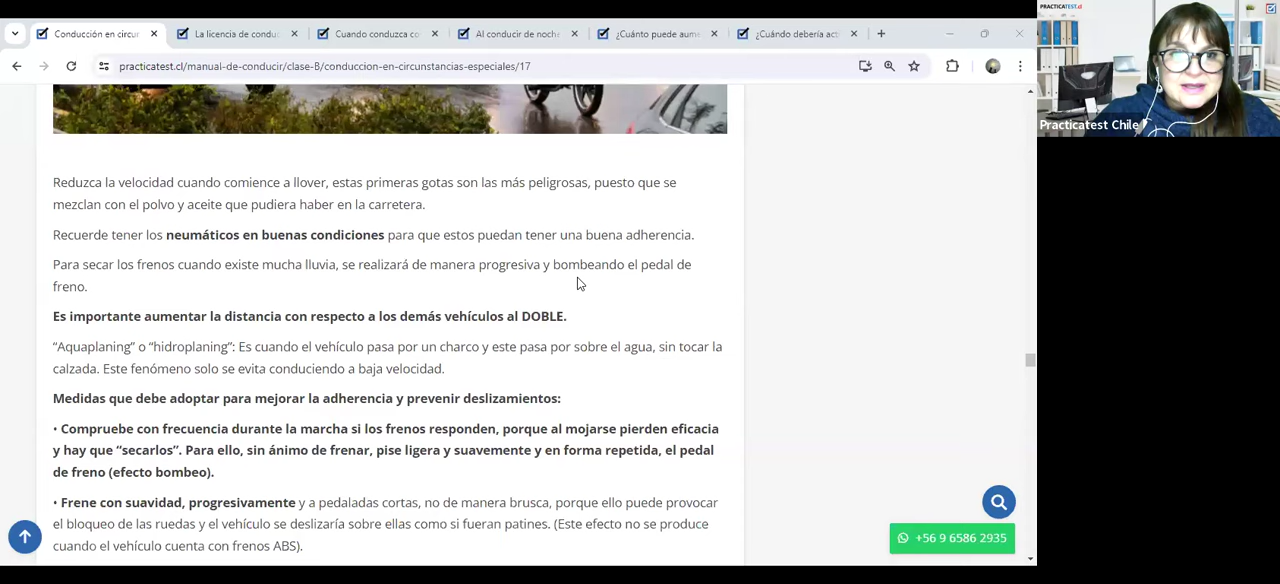 Conducción en circur
La licencia de conduc
Cuando conduzca co
Al conducir de noche
¿Cuánto puede aume
¿Cuándo debería act
practicatest.cl/manual-de-conducir/clase-B/conduccion-en-circunstancias-especiales/17
PRACTICATEST.cl
Practicatest Chile
Reduzca la velocidad cuando comience a llover, estas primeras gotas son las más peligrosas, puesto que se
mezclan con el polvo y aceite que pudiera haber en la carretera.
Recuerde tener los neumáticos en buenas condiciones para que estos puedan tener una buena adherencia.
Para secar los frenos cuando existe mucha lluvia, se realizará de manera progresiva y bombeando el pedal de
freno.
Es importante aumentar la distancia con respecto a los demás vehículos al DOBLE.
“Aquaplaning” o “hidroplaning”: Es cuando el vehículo pasa por un charco y este pasa por sobre el agua, sin tocar la
calzada. Este fenómeno solo se evita conduciendo a baja velocidad.
Medidas que debe adoptar para mejorar la adherencia y prevenir deslizamientos:
• Compruebe con frecuencia durante la marcha si los frenos responden, porque al mojarse pierden eficacia
y hay que “secarlos”. Para ello, sin ánimo de frenar, pise ligera y suavemente y en forma repetida, el pedal
de freno (efecto bombeo).
• Frene con suavidad, progresivamente y a pedaladas cortas, no de manera brusca, porque ello puede provocar
el bloqueo de las ruedas y el vehículo se deslizaría sobre ellas como si fueran patines. (Este efecto no se produce
cuando el vehículo cuenta con frenos ABS).
+56 9 6586 2935